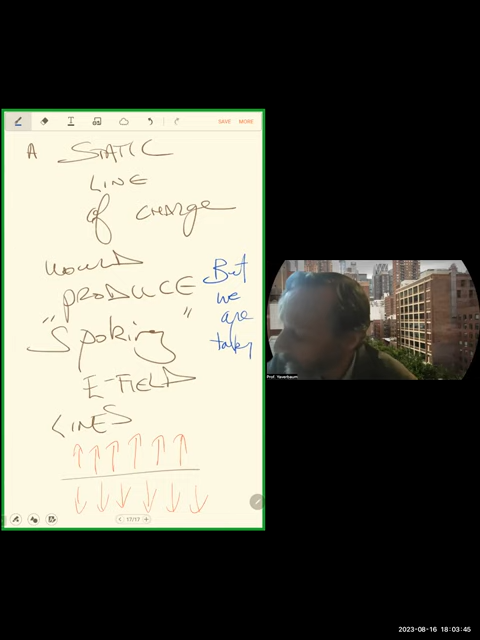 SAVE MORE
A STATIC
LINE
of CHARGE
WOULD
PRODUCE
"Spoking"
E-FIELD
LINES
But
we
are
17/17
Prof. Yaverbaum
2023-08-16 18:03:45